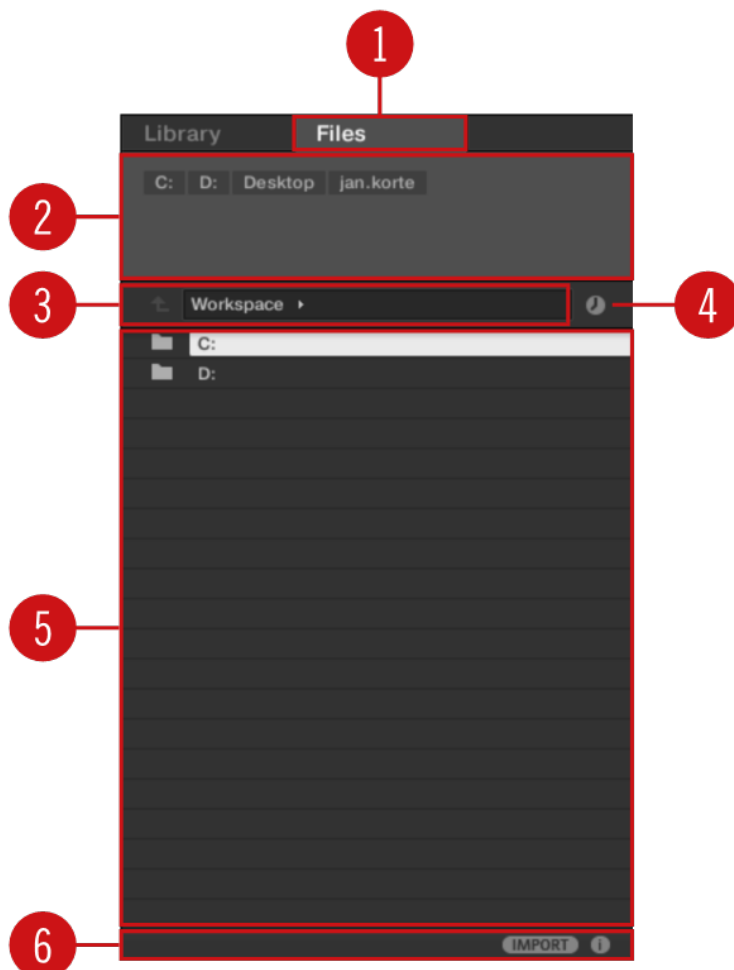 1
Library Files
2
C: D: Desktop jan.korte
3
Workspace
4
C:
D:
5
6
IMPORT i